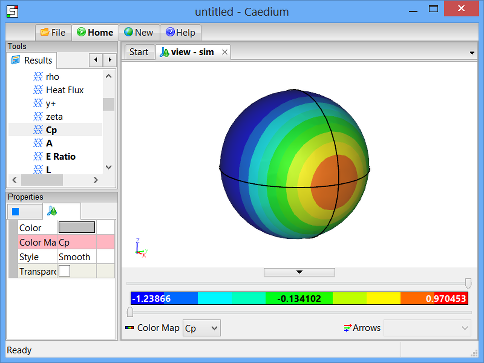 untitled - Caedium
File Home New Help
Tools
Results
rho
Heat Flux
y+
zeta
Cp
A
E Ratio
L
Properties
Color
Color Ma Cp
Style Smooth
Transpare
Start view - sim
-1.23866 -0.134102 0.970453
Color Map Cp Arrows
Ready